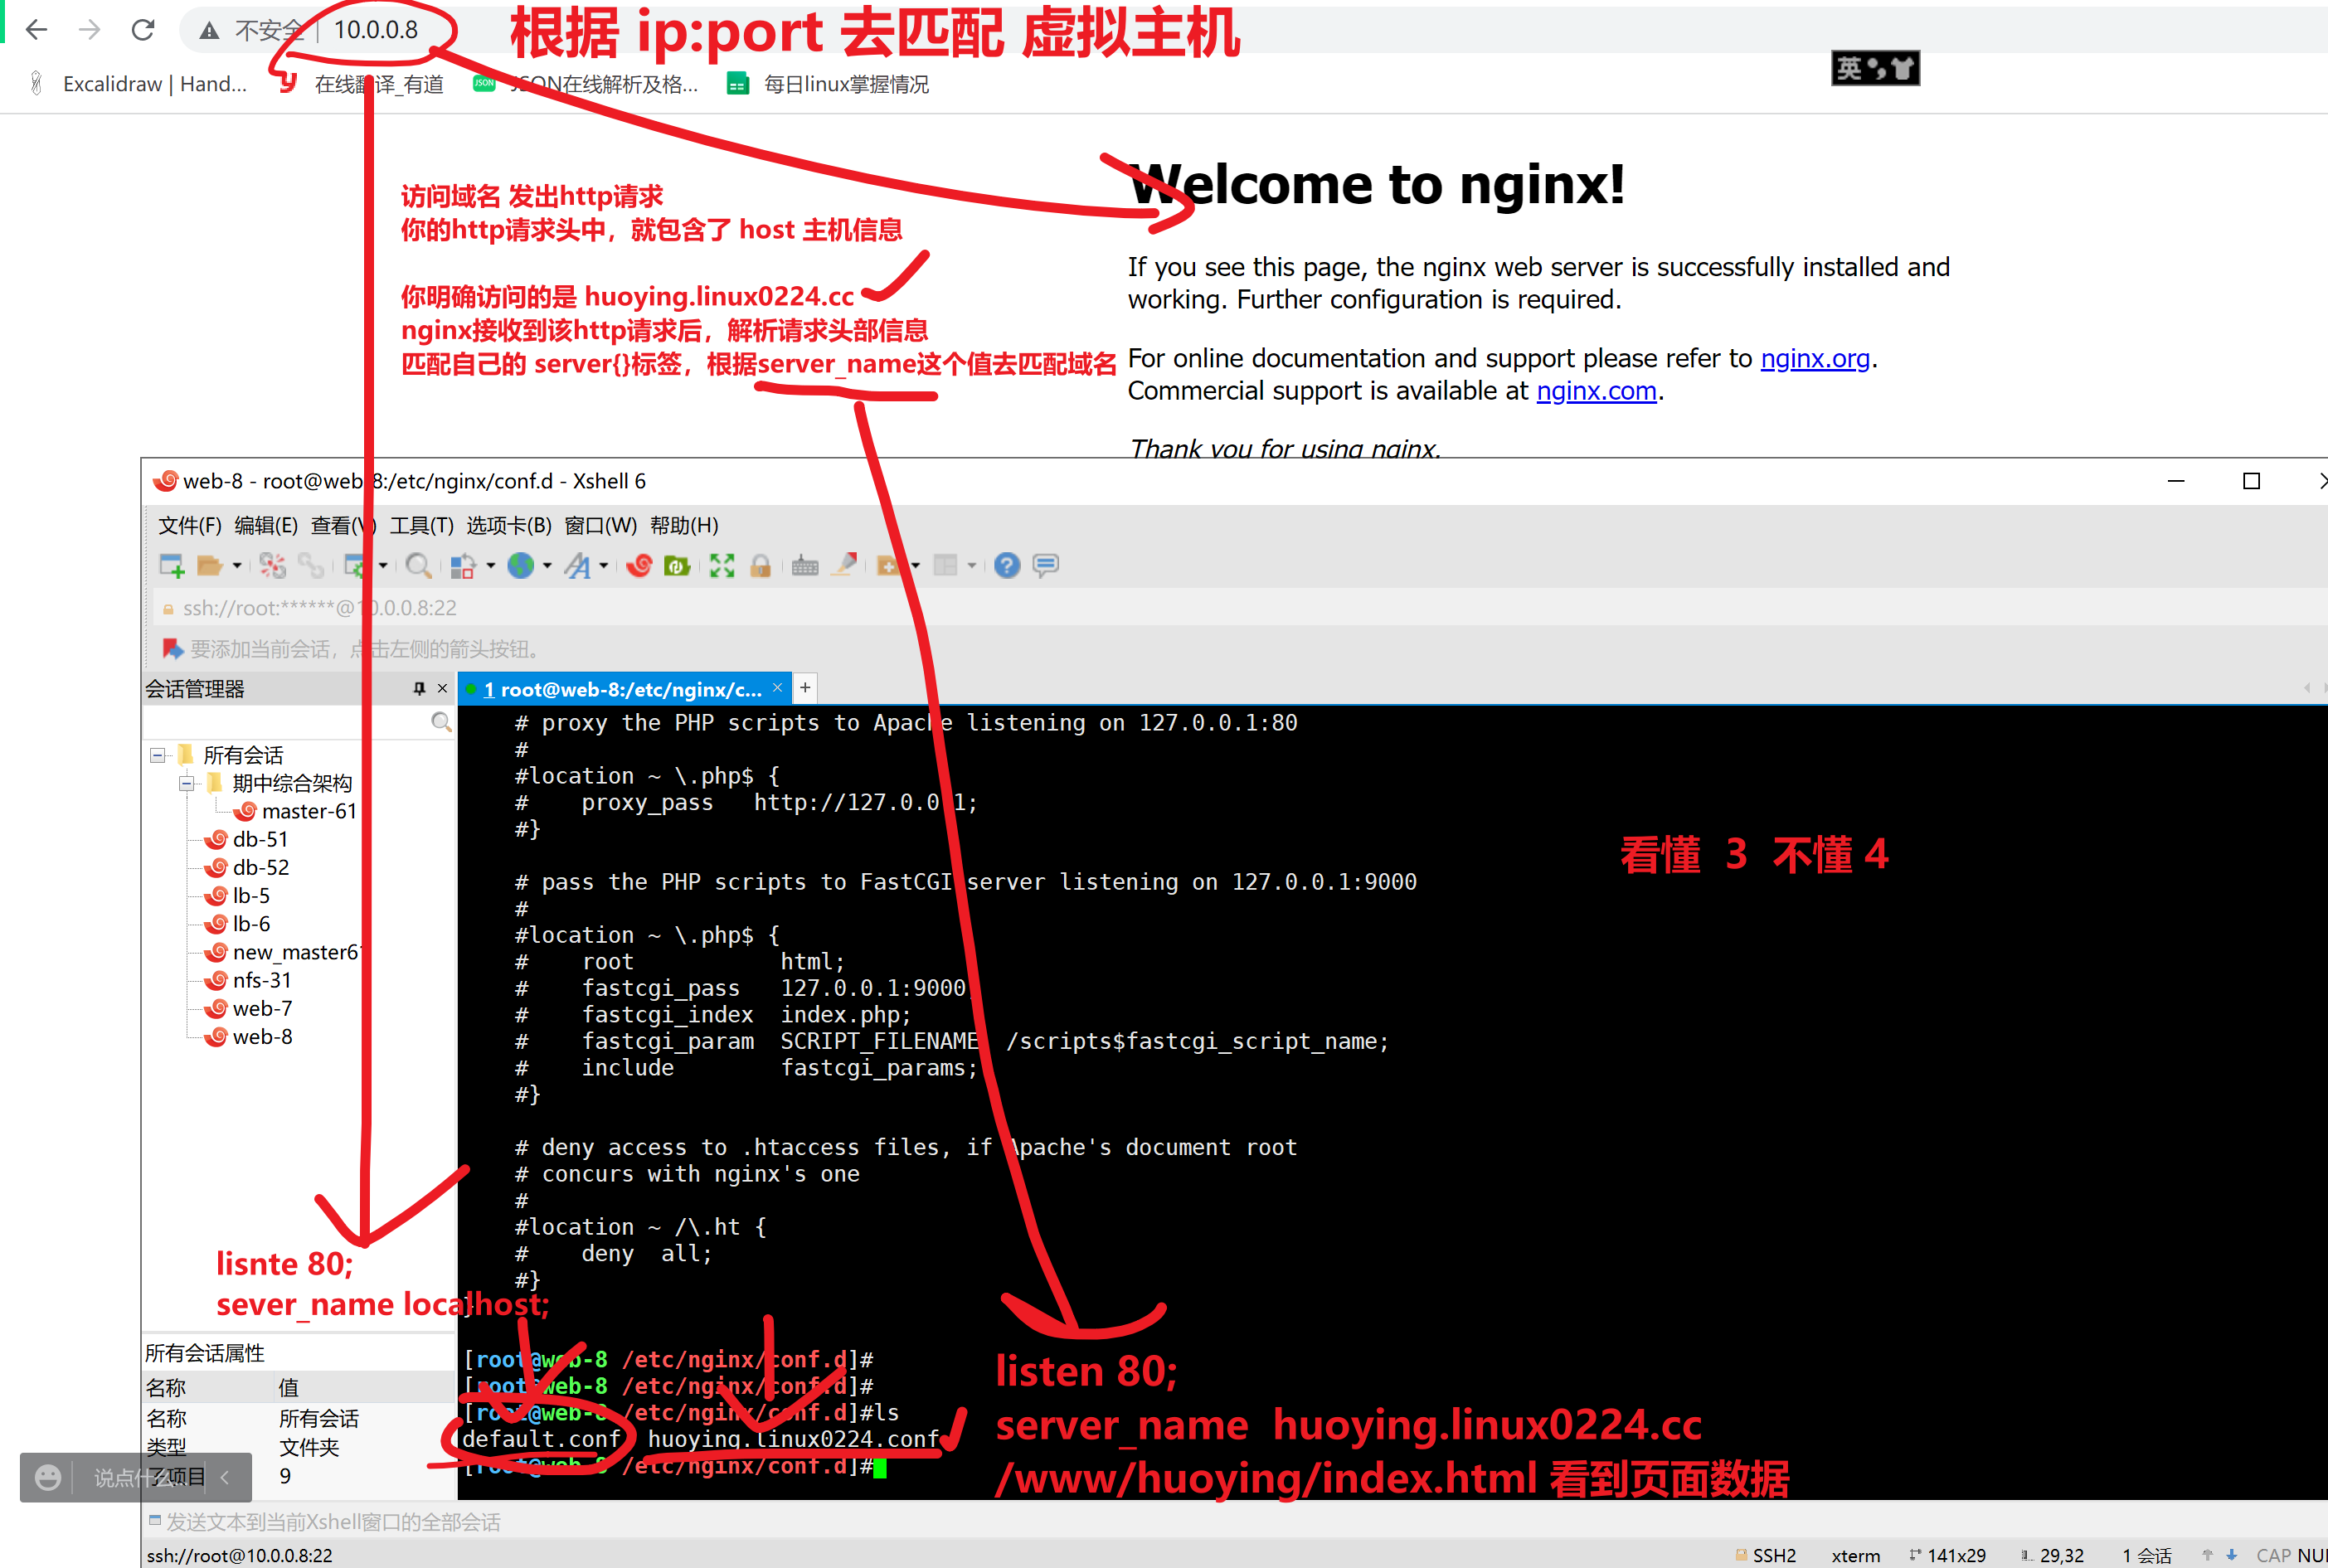 不安全 | 10.0.0.8
根据 ip:port 去匹配 虚拟主机
英
Excalidraw | Hand...
在线翻译_有道
JSON在线解析及格...
每日linux掌握情况
Welcome to nginx!
访问域名 发出http请求
你的http请求头中，就包含了 host 主机信息
If you see this page, the nginx web server is successfully installed and
working. Further configuration is required.
你明确访问的是 huoying.linux0224.cc
nginx接收到该http请求后，解析请求头部信息
匹配自己的 server{}标签，根据server_name这个值去匹配域名
For online documentation and support please refer to nginx.org.
Commercial support is available at nginx.com.
Thank you for using nginx.
web-8 - root@web-8:/etc/nginx/conf.d - Xshell 6
文件(F) 编辑(E) 查看(V) 工具(T) 选项卡(B) 窗口(W) 帮助(H)
ssh://root:******@10.0.0.8:22
要添加当前会话，点击左侧的箭头按钮。
会话管理器
1 root@web-8:/etc/nginx/c...
所有会话
期中综合架构
master-61
db-51
db-52
lb-5
lb-6
new_master61
nfs-31
web-7
web-8
# proxy the PHP scripts to Apache listening on 127.0.0.1:80
#
#location ~ \.php$ {
#    proxy_pass   http://127.0.0.1;
#}
看懂 3 不懂 4
# pass the PHP scripts to FastCGI server listening on 127.0.0.1:9000
#
#location ~ \.php$ {
#    root           html;
#    fastcgi_pass   127.0.0.1:9000;
#    fastcgi_index  index.php;
#    fastcgi_param  SCRIPT_FILENAME  /scripts$fastcgi_script_name;
#    include        fastcgi_params;
#}
# deny access to .htaccess files, if Apache's document root
# concurs with nginx's one
#
#location ~ /\.ht {
#    deny  all;
#}
}
lisnte 80;
sever_name localhost;
[root@web-8 /etc/nginx/conf.d]#
[root@web-8 /etc/nginx/conf.d]#
[root@web-8 /etc/nginx/conf.d]#ls
default.conf  huoying.linux0224.conf
[root@web-8 /etc/nginx/conf.d]#
listen 80;
server_name huoying.linux0224.cc
/www/huoying/index.html 看到页面数据
所有会话属性
名称 值
名称 所有会话
类型 文件夹
子项目 9
说点什么...
发送文本到当前Xshell窗口的全部会话
ssh://root@10.0.0.8:22
SSH2 xterm 141x29 29,32 1 会话 CAP NUM